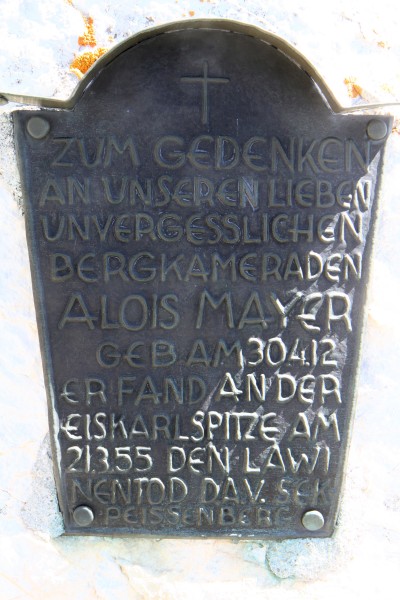 ZUM GEDENKEN
AN UNSEREN LIEBEN
UNVERGESSLICHEN
BERGKAMERADEN
ALOIS MAYER
GEB. AM 30.4.12
ER FAND AN DER
EISKARLSPITZE AM
21.3.55 DEN LAWI
NENTOD D.A.V. SEK
PEISSENBERG